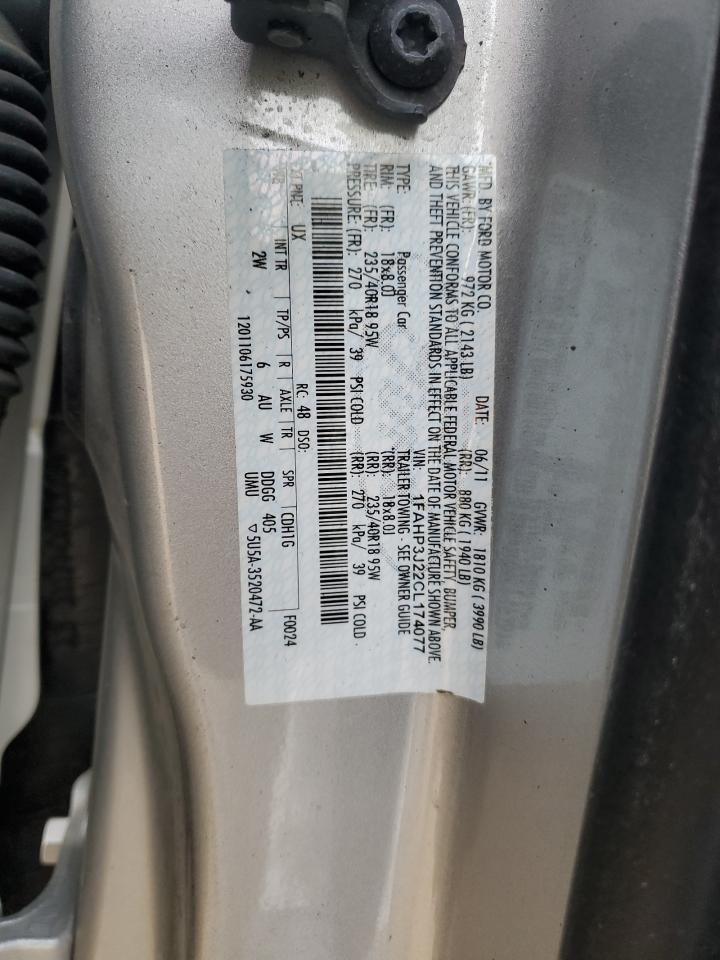 MFD. BY FORD MOTOR CO.
DATE: 06/11 GVWR: 1810 KG ( 3990 LB)
GAWR: (FR): 972 KG ( 2143 LB) (RR): 880 KG ( 1940 LB)
THIS VEHICLE CONFORMS TO ALL APPLICABLE FEDERAL MOTOR VEHICLE SAFETY, BUMPER,
AND THEFT PREVENTION STANDARDS IN EFFECT ON THE DATE OF MANUFACTURE SHOWN ABOVE.
VIN: 1FAHP3J22CL174077
TYPE: Passenger Car TRAILER TOWING - SEE OWNER GUIDE
RIM: (FR): 18x8.0J (RR): 18x8.0J
TIRE: (FR): 235/40R18 95W (RR) 235/40R18 95W
PRESSURE: (FR): 270 kPa/ 39 PSI COLD (RR): 270 kPa/ 39 PSI COLD
EXT PNT: UX RC: 48 DSO:
INT TR TP/PS R AXLE TR SPR CDH1G F0024
2W 6 AU W DDGG 405
1201106175930 UMU ▽5U5A-3520472-AA